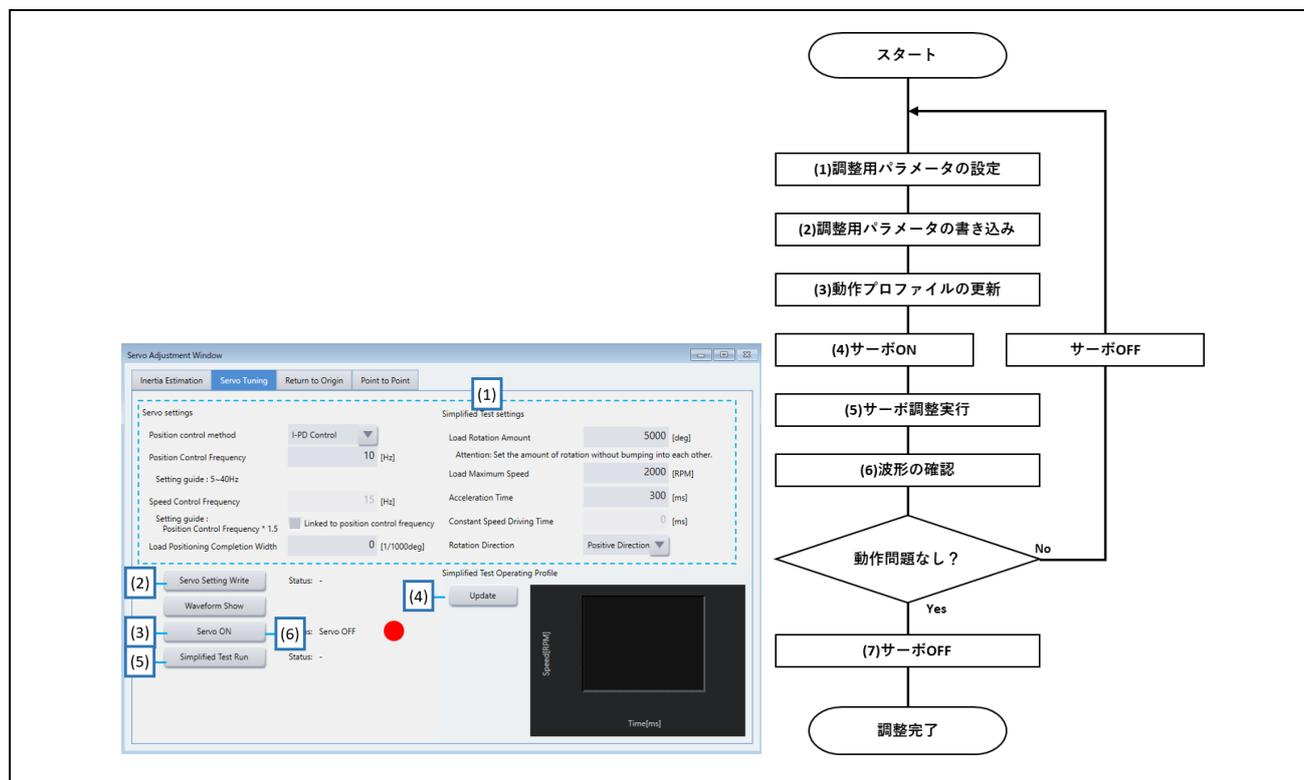 Servo Adjustment Window
Inertia Estimation
Servo Tuning
Return to Origin
Point to Point
(1)
Servo settings
Position control method
I-PD Control
Position Control Frequency
10 [Hz]
Setting guide : 5~40Hz
Speed Control Frequency
15 [Hz]
Setting guide :
Position Control Frequency * 1.5
Linked to position control frequency
Load Positioning Completion Width
0 [1/1000deg]
Simplified Test settings
Load Rotation Amount
5000 [deg]
Attention: Set the amount of rotation without bumping into each other.
Load Maximum Speed
2000 [RPM]
Acceleration Time
300 [ms]
Constant Speed Driving Time
0 [ms]
Rotation Direction
Positive Direction
(2)
Servo Setting Write
Status: -
Waveform Show
(3)
Servo ON
(6)
s: Servo OFF
(5)
Simplified Test Run
Status: -
Simplified Test Operating Profile
(4)
Update
Speed[RPM]
Time[ms]
スタート
(1)調整用パラメータの設定
(2)調整用パラメータの書き込み
(3)動作プロファイルの更新
(4)サーボON
サーボOFF
(5)サーボ調整実行
(6)波形の確認
動作問題なし？
No
Yes
(7)サーボOFF
調整完了